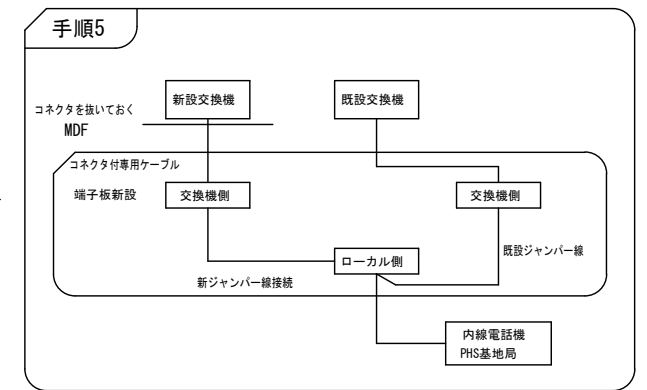 手順5
新設交換機
既設交換機
コネクタを抜いておく
MDF
コネクタ付専用ケーブル
端子板新設
交換機側
交換機側
ローカル側
既設ジャンパー線
新ジャンパー線接続
内線電話機
PHS基地局